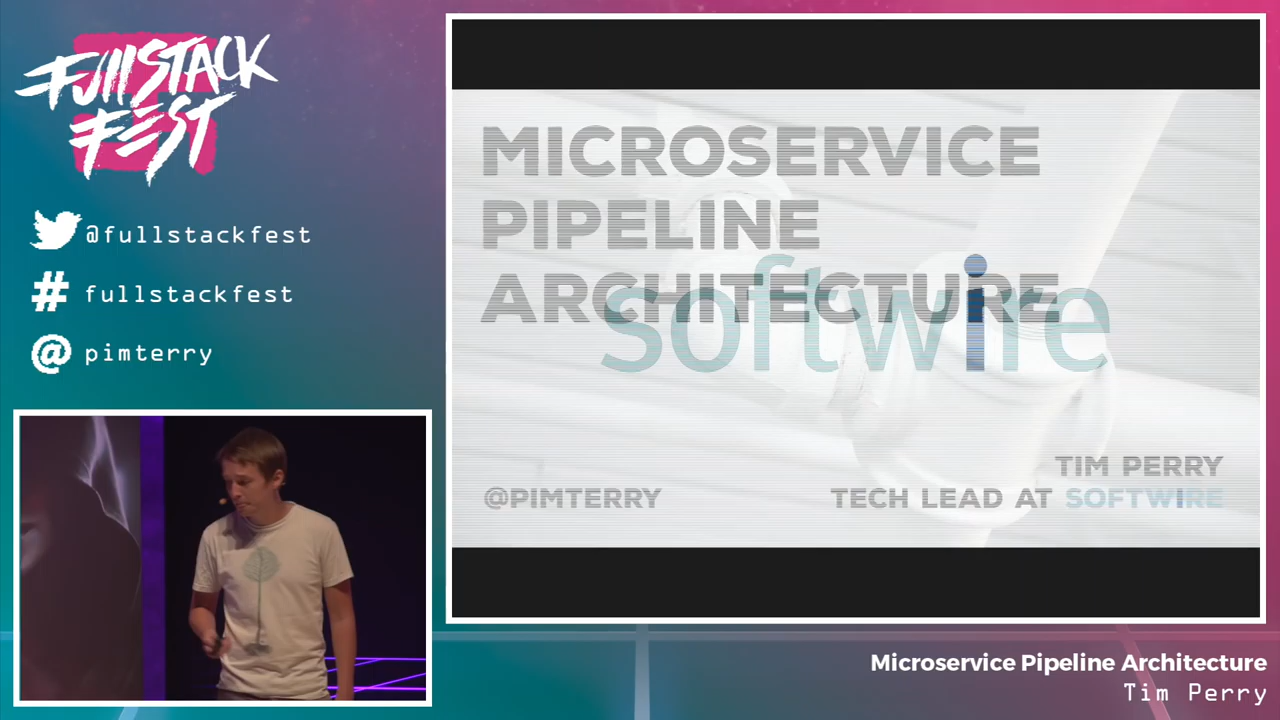 FullStack
Fest
@fullstackfest
# fullstackfest
@ pimterry
MICROSERVICE
PIPELINE
ARCHITECTURE
softwire
TIM PERRY
@PIMTERRY
TECH LEAD AT SOFTWIRE
Microservice Pipeline Architecture
Tim Perry